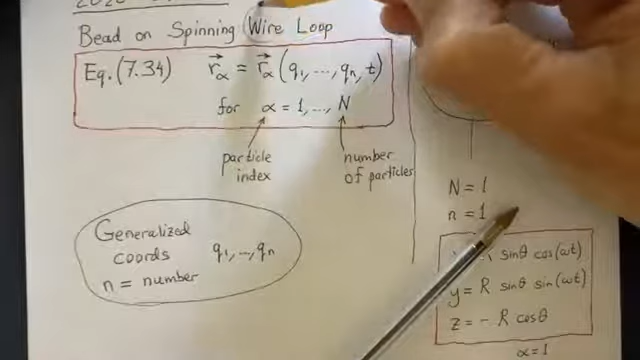 Bead on Spinning Wire Loop
Eq. (7.34) r⃗α = r⃗α (q1, ..., qn, t)
for α = 1, ..., N
particle index
number of particles
Generalized
coords q1, ..., qn
n = number
N = 1
n = 1
sinθ cos(ωt)
y = R sinθ sin(ωt)
z = - R cosθ
α = 1